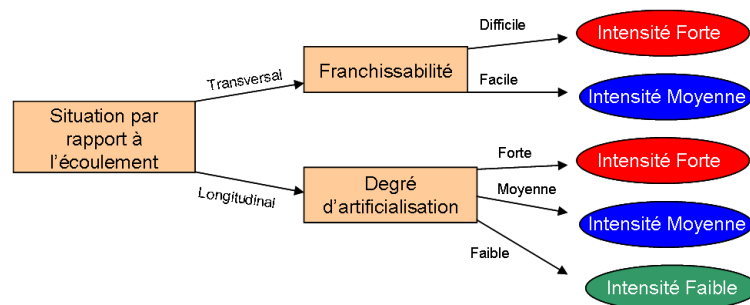 Difficile
Intensité Forte
Franchissabilité
Transversal
Facile
Intensité Moyenne
Situation par
rapport à
l'écoulement
Forte
Intensité Forte
Longitudinal
Degré
d'artificialisation
Moyenne
Intensité Moyenne
Faible
Intensité Faible